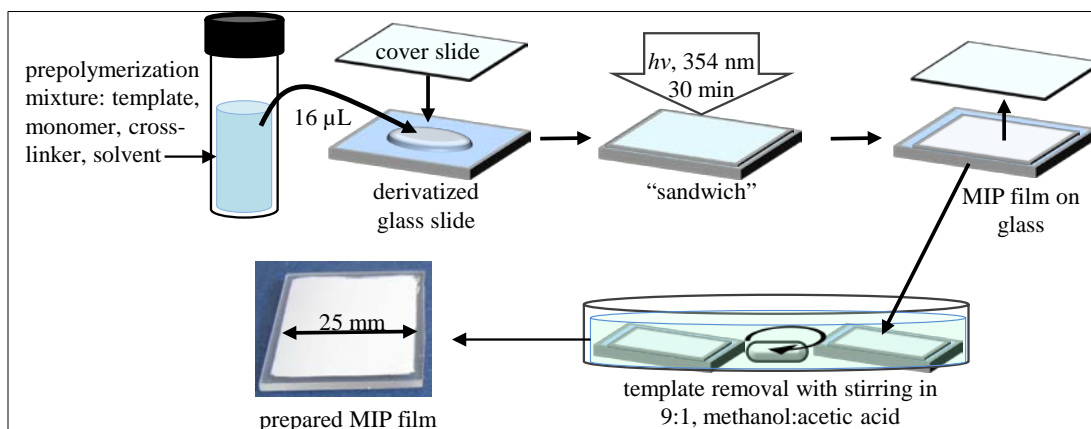 prepolymerization
mixture: template,
monomer, cross-
linker, solvent
16 µL
cover slide
derivatized
glass slide
hv, 354 nm
30 min
“sandwich”
MIP film on
glass
template removal with stirring in
9:1, methanol:acetic acid
25 mm
prepared MIP film